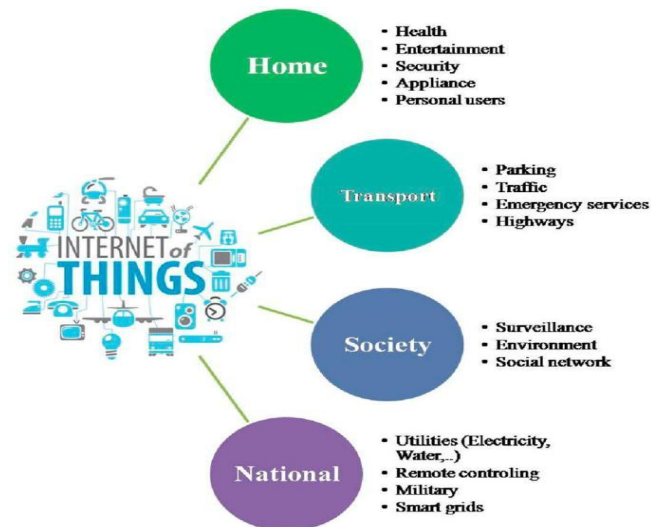 INTERNET of
THINGS
Home
• Health
• Entertainment
• Security
• Appliance
• Personal users
Transport
• Parking
• Traffic
• Emergency services
• Highways
Society
• Surveillance
• Environment
• Social network
National
• Utilities (Electricity,
Water,..)
• Remote controling
• Military
• Smart grids